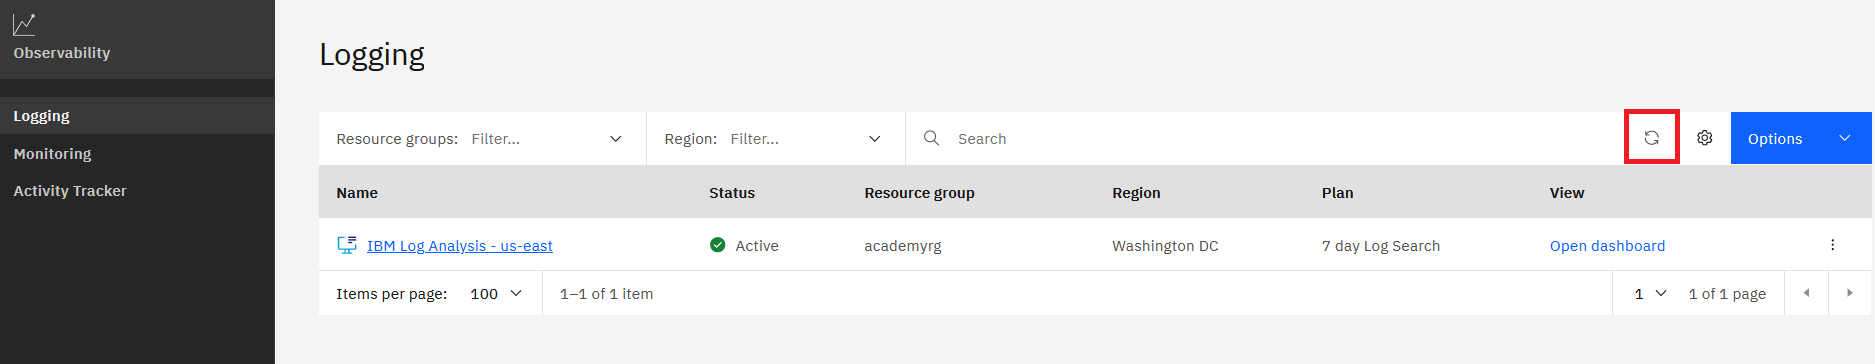 Observability
Logging
Monitoring
Activity Tracker
Logging
Resource groups: Filter... Region: Filter... Search Options
Name Status Resource group Region Plan View
IBM Log Analysis - us-east Active academyrg Washington DC 7 day Log Search Open dashboard
Items per page: 100 1–1 of 1 item 1 1 of 1 page